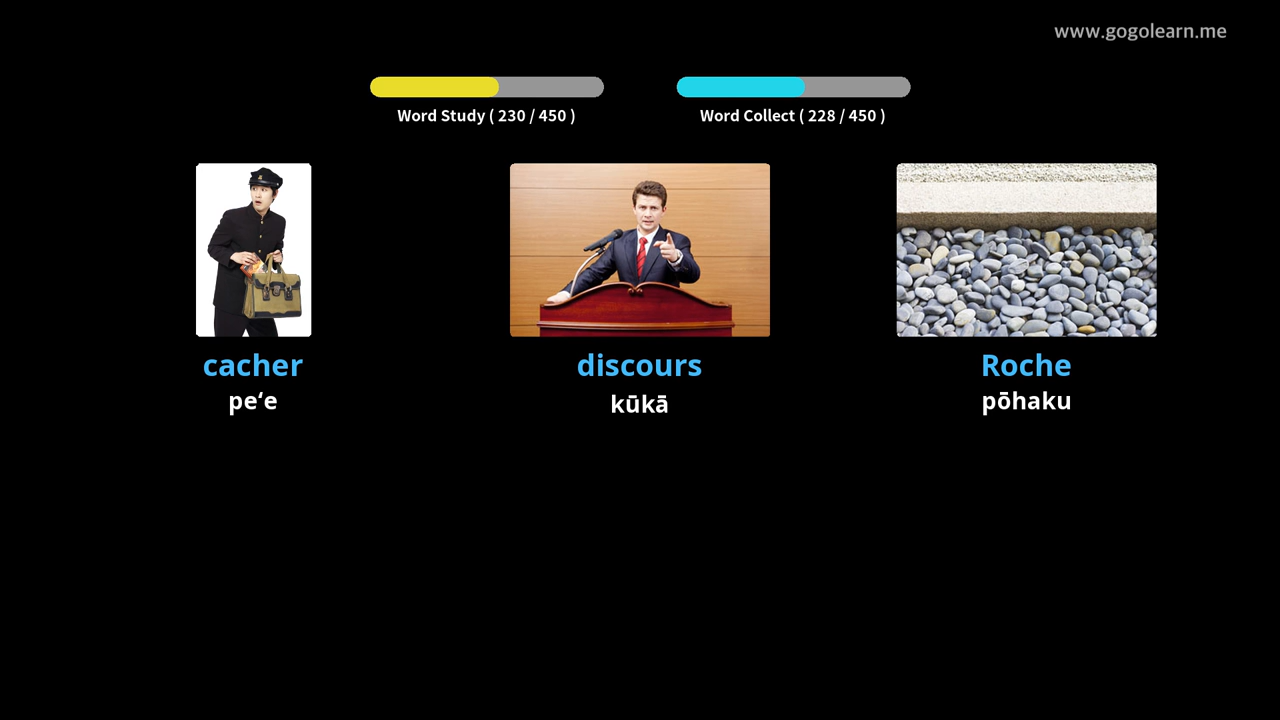 www.gogolearn.me
Word Study ( 230 / 450 )
Word Collect ( 228 / 450 )
cacher
peʻe
discours
kūkā
Roche
pōhaku